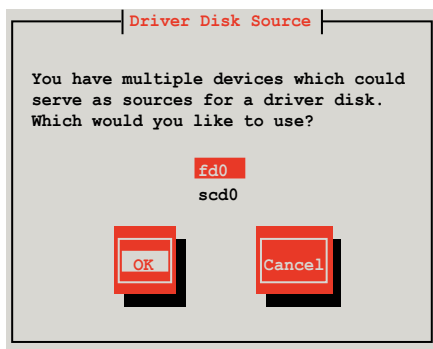 Driver Disk Source
You have multiple devices which could
serve as sources for a driver disk.
Which would you like to use?
fd0
scd0
OK
Cancel